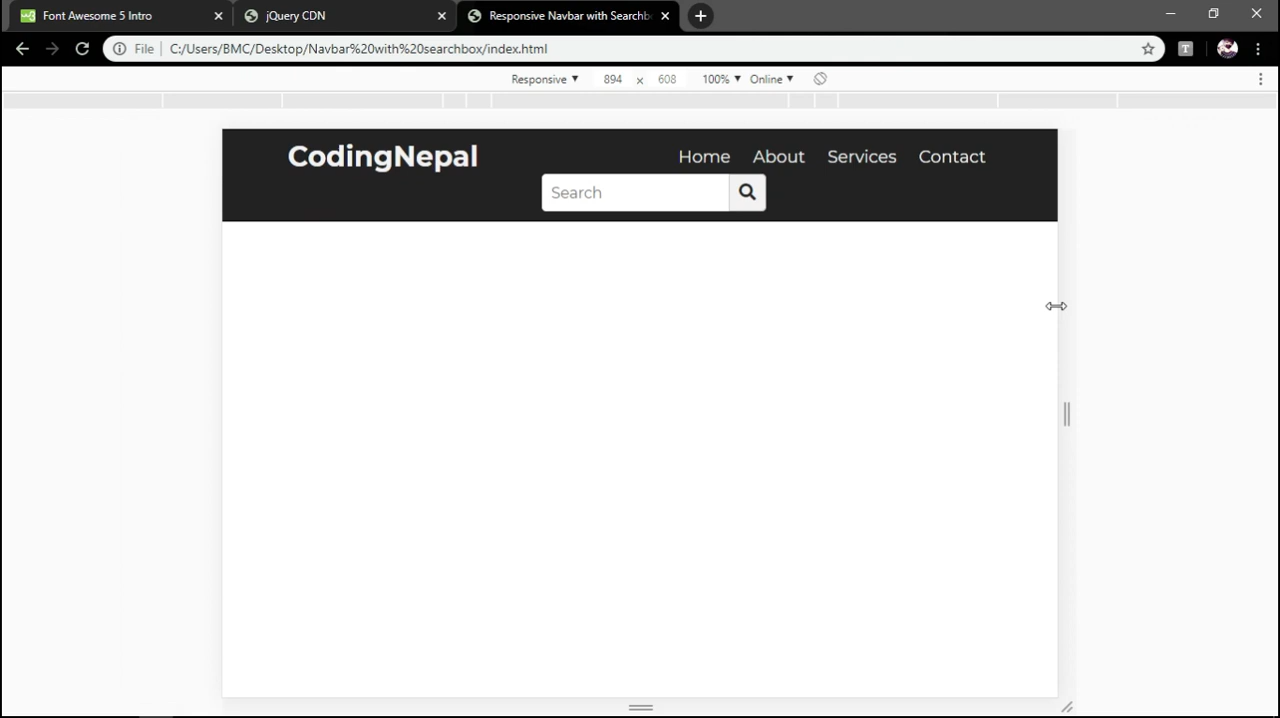 Font Awesome 5 Intro
jQuery CDN
Responsive Navbar with Searchb
File
C:/Users/BMC/Desktop/Navbar%20with%20searchbox/index.html
T
Responsive
894 × 608
100%
Online
CodingNepal
Home
About
Services
Contact
Search